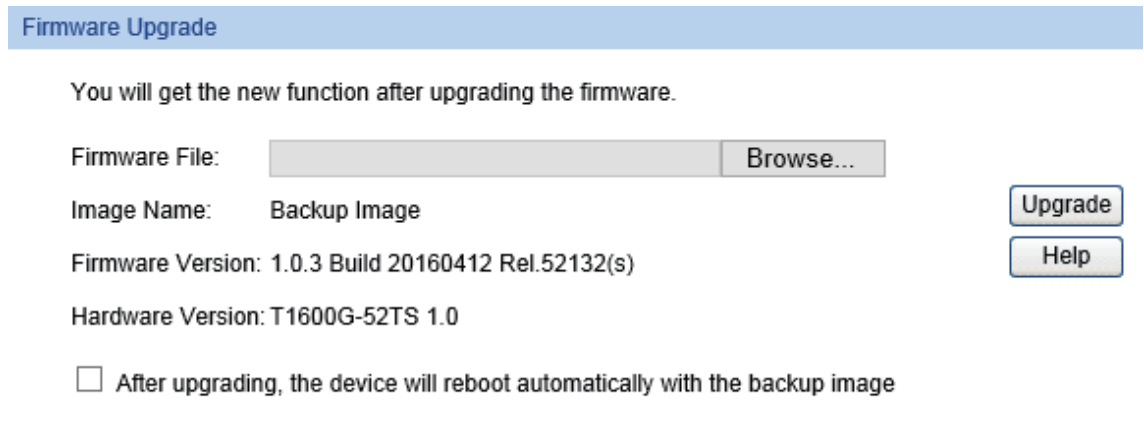 Firmware Upgrade
You will get the new function after upgrading the firmware.
Firmware File: Browse...
Image Name: Backup Image Upgrade
Firmware Version: 1.0.3 Build 20160412 Rel.52132(s) Help
Hardware Version: T1600G-52TS 1.0
After upgrading, the device will reboot automatically with the backup image